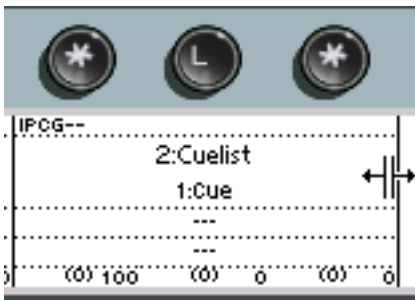 * L *
IPCG--
2:Cuelist
1:Cue
---
---
(0) 100 (0) 0 (0) 0